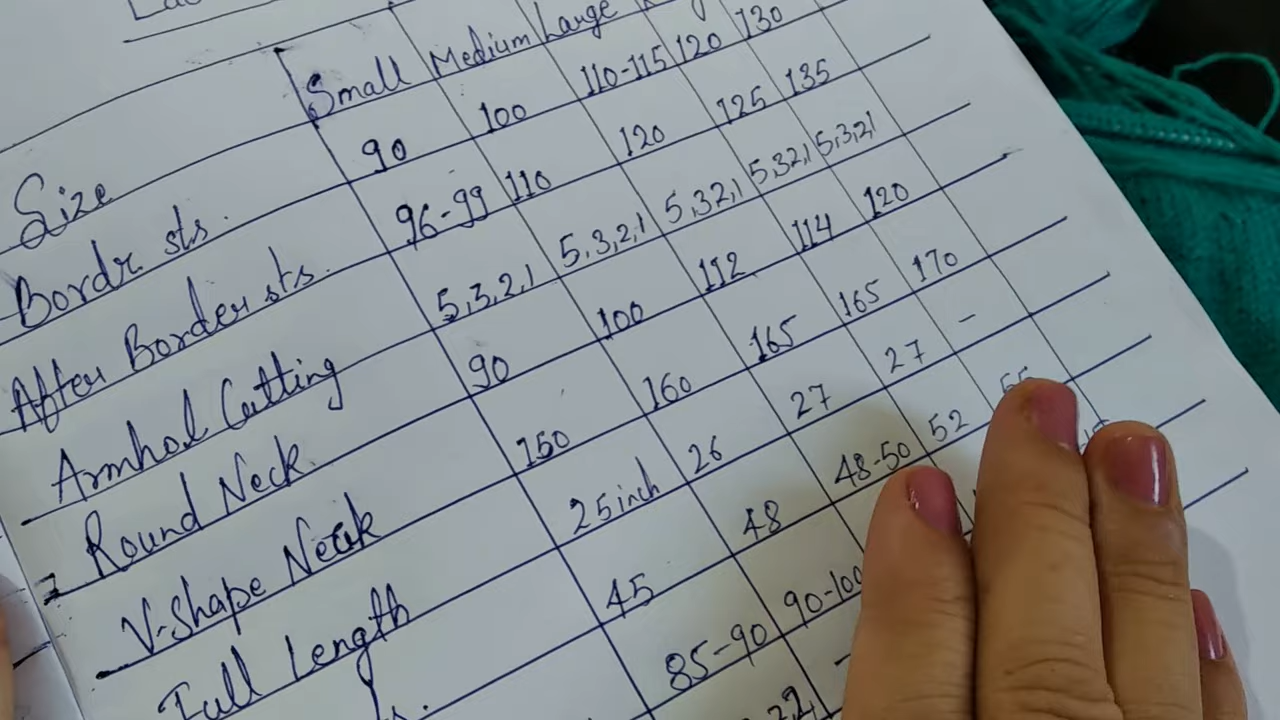 Size Small Medium Large
Bordr sts. 90 100 110-115 120 130
After Border sts. 96-99 110 120 125 135
Armhol Cutting 5,3,2,1 5,3,2,1 5,3,2,1 5,3,2,1 5,3,2,1
Round Neck. 90 100 112 114 120
V-Shape Neck 150 160 165 165 170
Full Length 25 inch 26 27 27 -
45 48 48-50 52 55
85-90 90-100